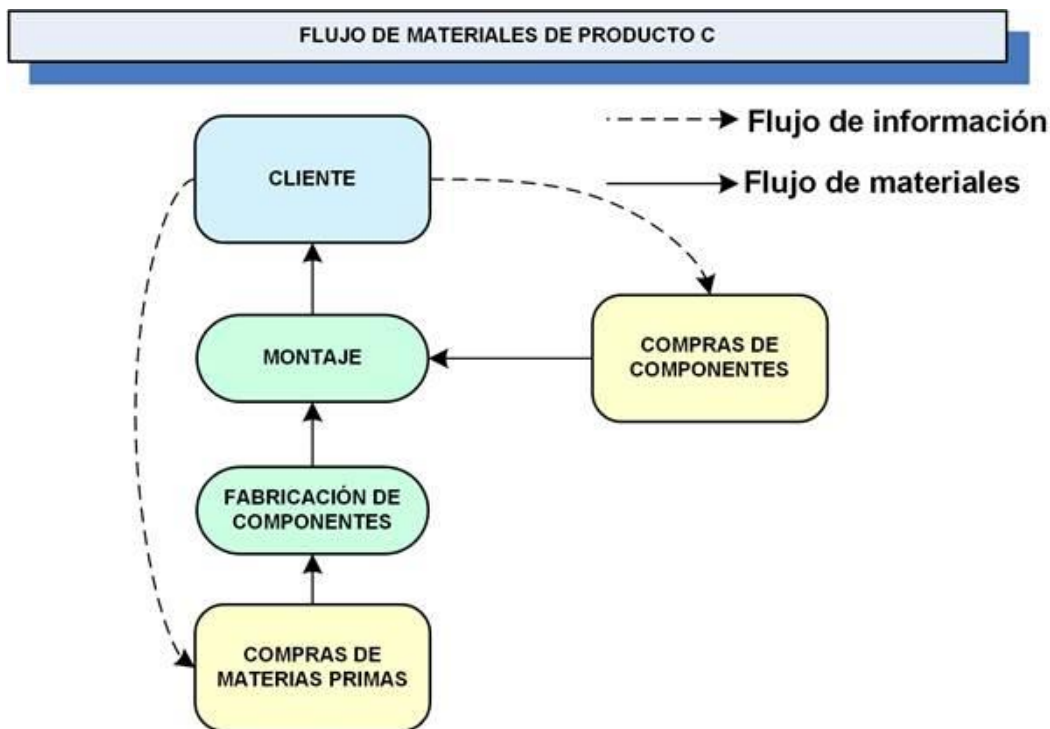 FLUJO DE MATERIALES DE PRODUCTO C
Flujo de información
Flujo de materiales
CLIENTE
COMPRAS DE
COMPONENTES
MONTAJE
FABRICACIÓN DE
COMPONENTES
COMPRAS DE
MATERIAS PRIMAS